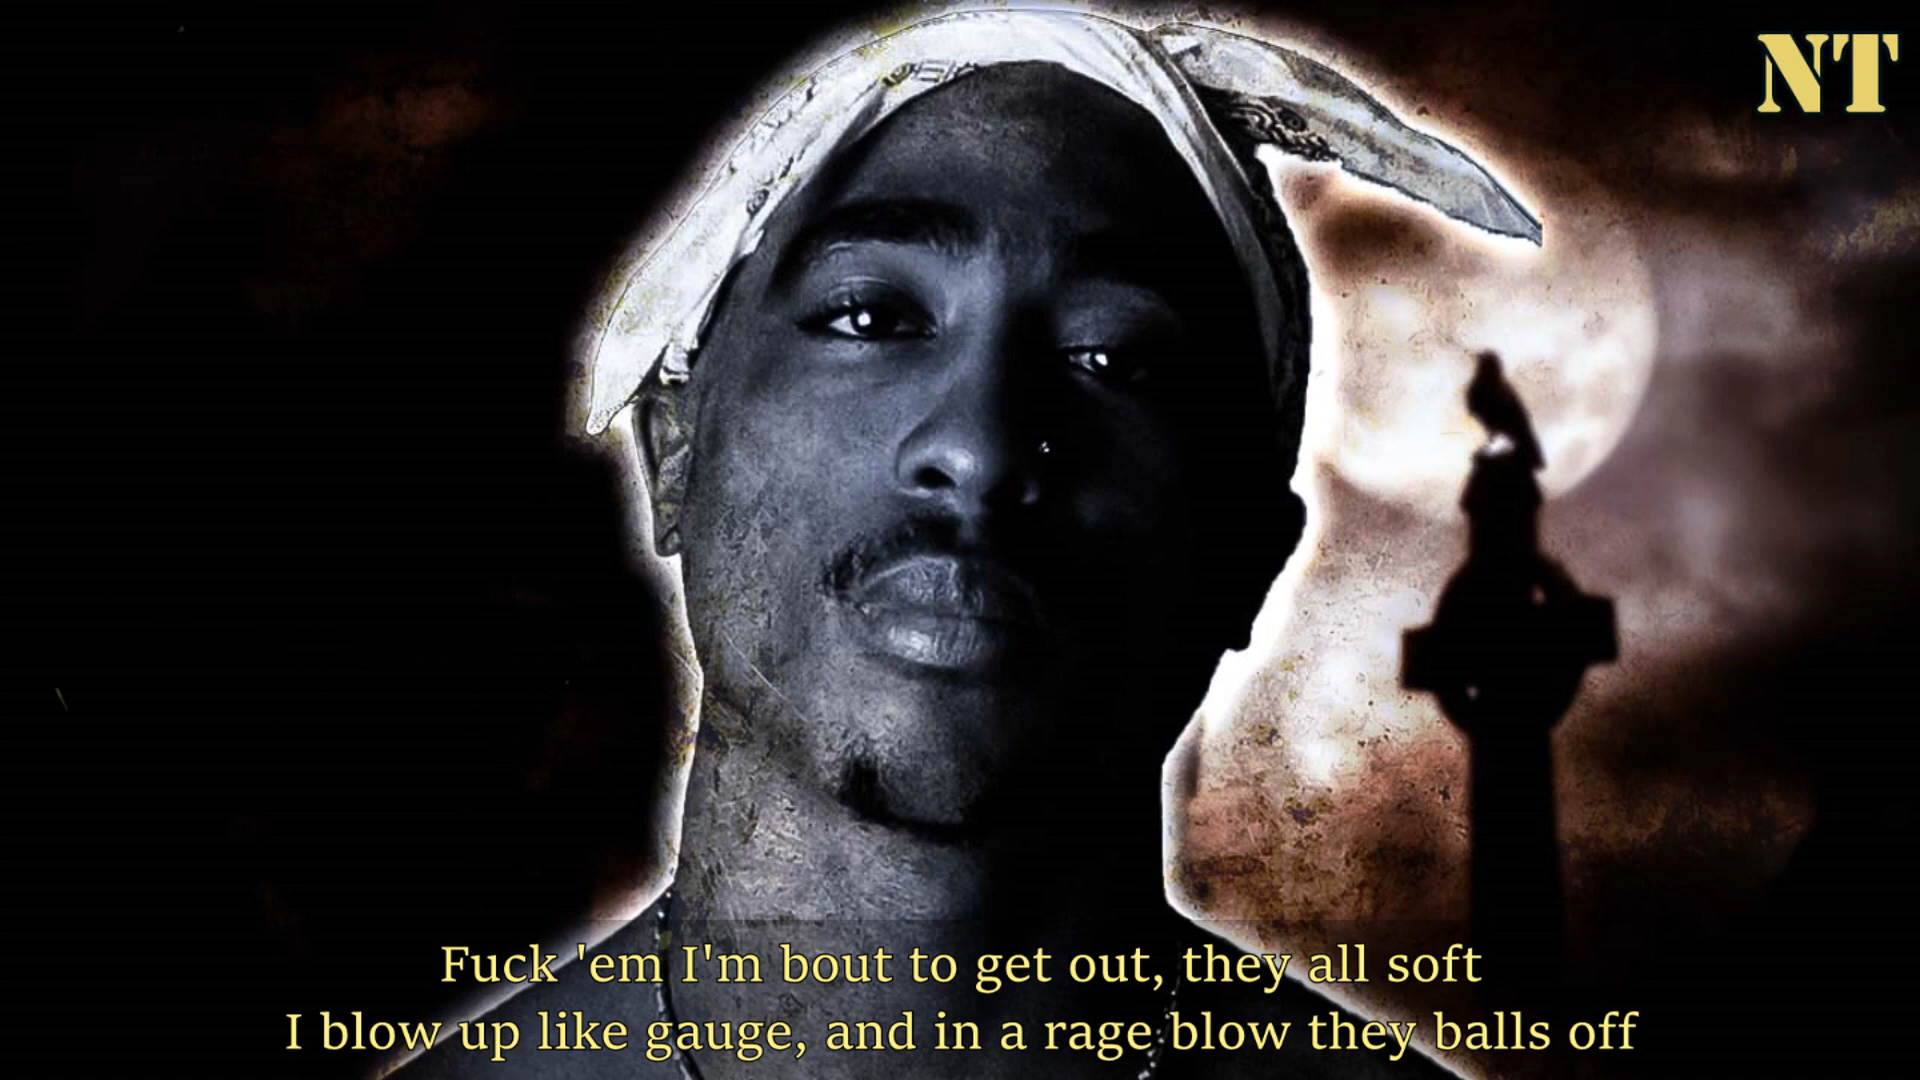 NT
Fuck 'em I'm bout to get out, they all soft
I blow up like gauge, and in a rage blow they balls off